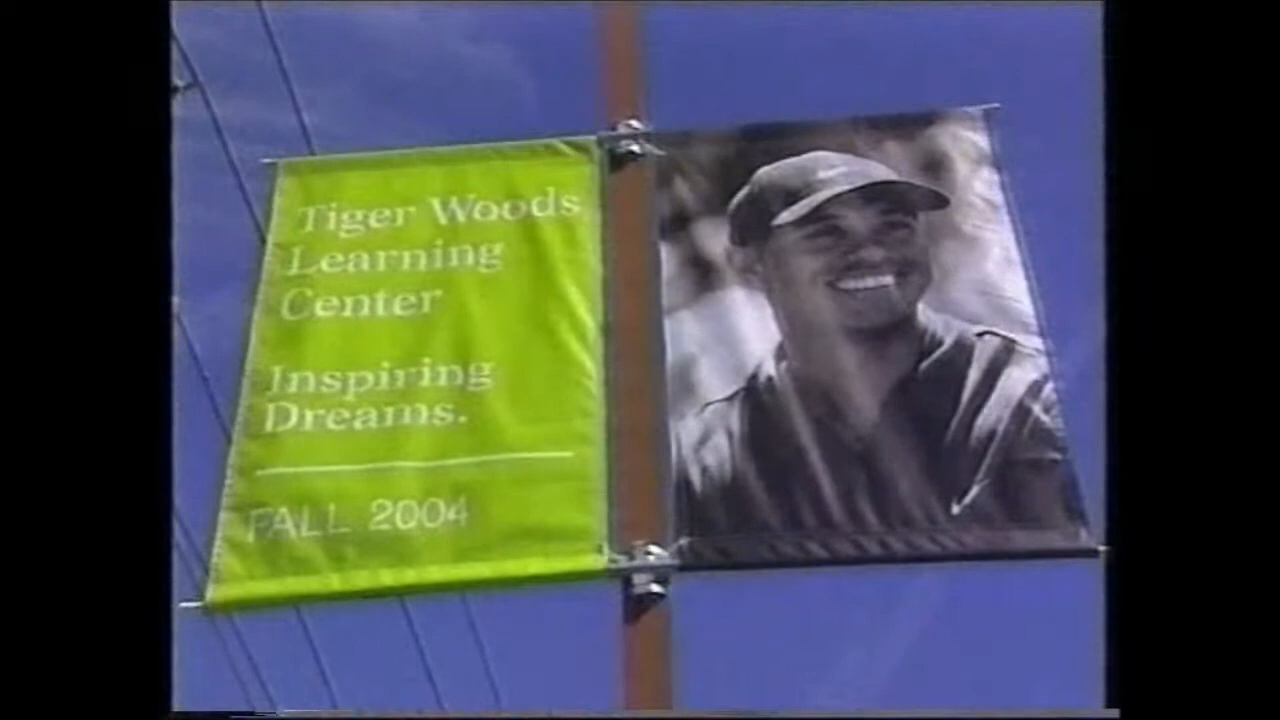 Tiger Woods
Learning
Center
Inspiring
Dreams.
FALL 2004